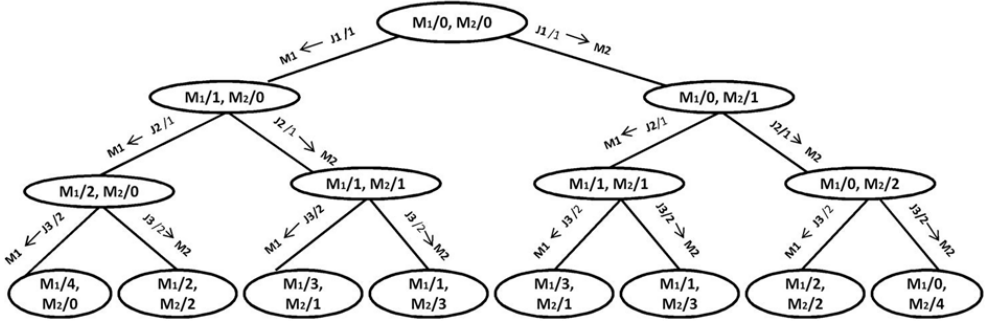 M₁/0, M₂/0
M1 ← J1/1
J1/1 → M2
M₁/1, M₂/0
M₁/0, M₂/1
M1 ← J2/1
J2/1 → M2
M1 ← J2/1
J2/1 → M2
M₁/2, M₂/0
M₁/1, M₂/1
M₁/1, M₂/1
M₁/0, M₂/2
M1 ← J3/2
J3/2 → M2
M1 ← J3/2
J3/2 → M2
M1 ← J3/2
J3/2 → M2
M1 ← J3/2
J3/2 → M2
M₁/4,
M₂/0
M₁/2,
M₂/2
M₁/3,
M₂/1
M₁/1,
M₂/3
M₁/3,
M₂/1
M₁/1,
M₂/3
M₁/2,
M₂/2
M₁/0,
M₂/4